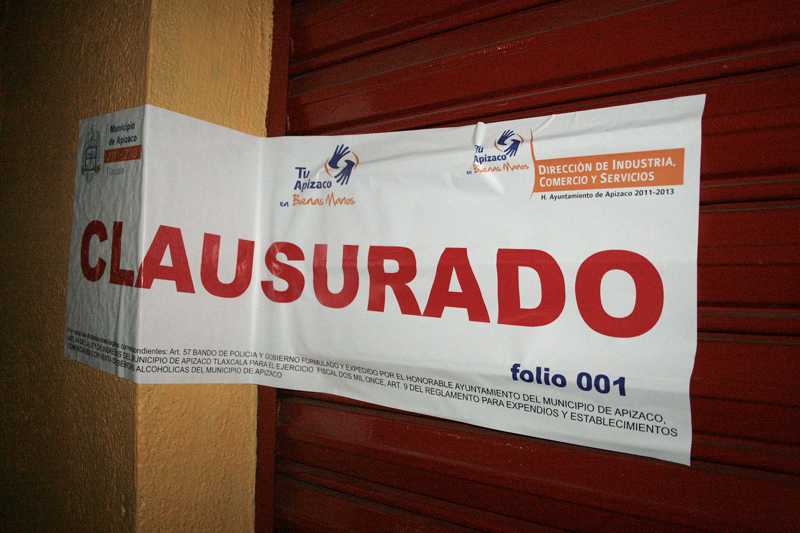 Municipio
de Apizaco
Tu
Apizaco
en Buenas Manos
Tu
Apizaco
en Buenas Manos
DIRECCIÓN DE INDUSTRIA,
COMERCIO Y SERVICIOS
H. Ayuntamiento de Apizaco 2011-2013
CLAUSURADO
folio 001
correspondientes: Art. 57 BANDO DE POLICIA Y GOBIERNO FORMULADO Y EXPEDIDO POR EL HONORABLE AYUNTAMIENTO DEL MUNICIPIO DE APIZACO,
MUNICIPIO DE APIZACO TLAXCALA PARA EL EJERCICIO FISCAL DOS MIL ONCE, ART. 9 DEL REGLAMENTO PARA EXPENDIOS Y ESTABLECIMIENTOS
ALCOHOLICAS DEL MUNICIPIO DE APIZACO